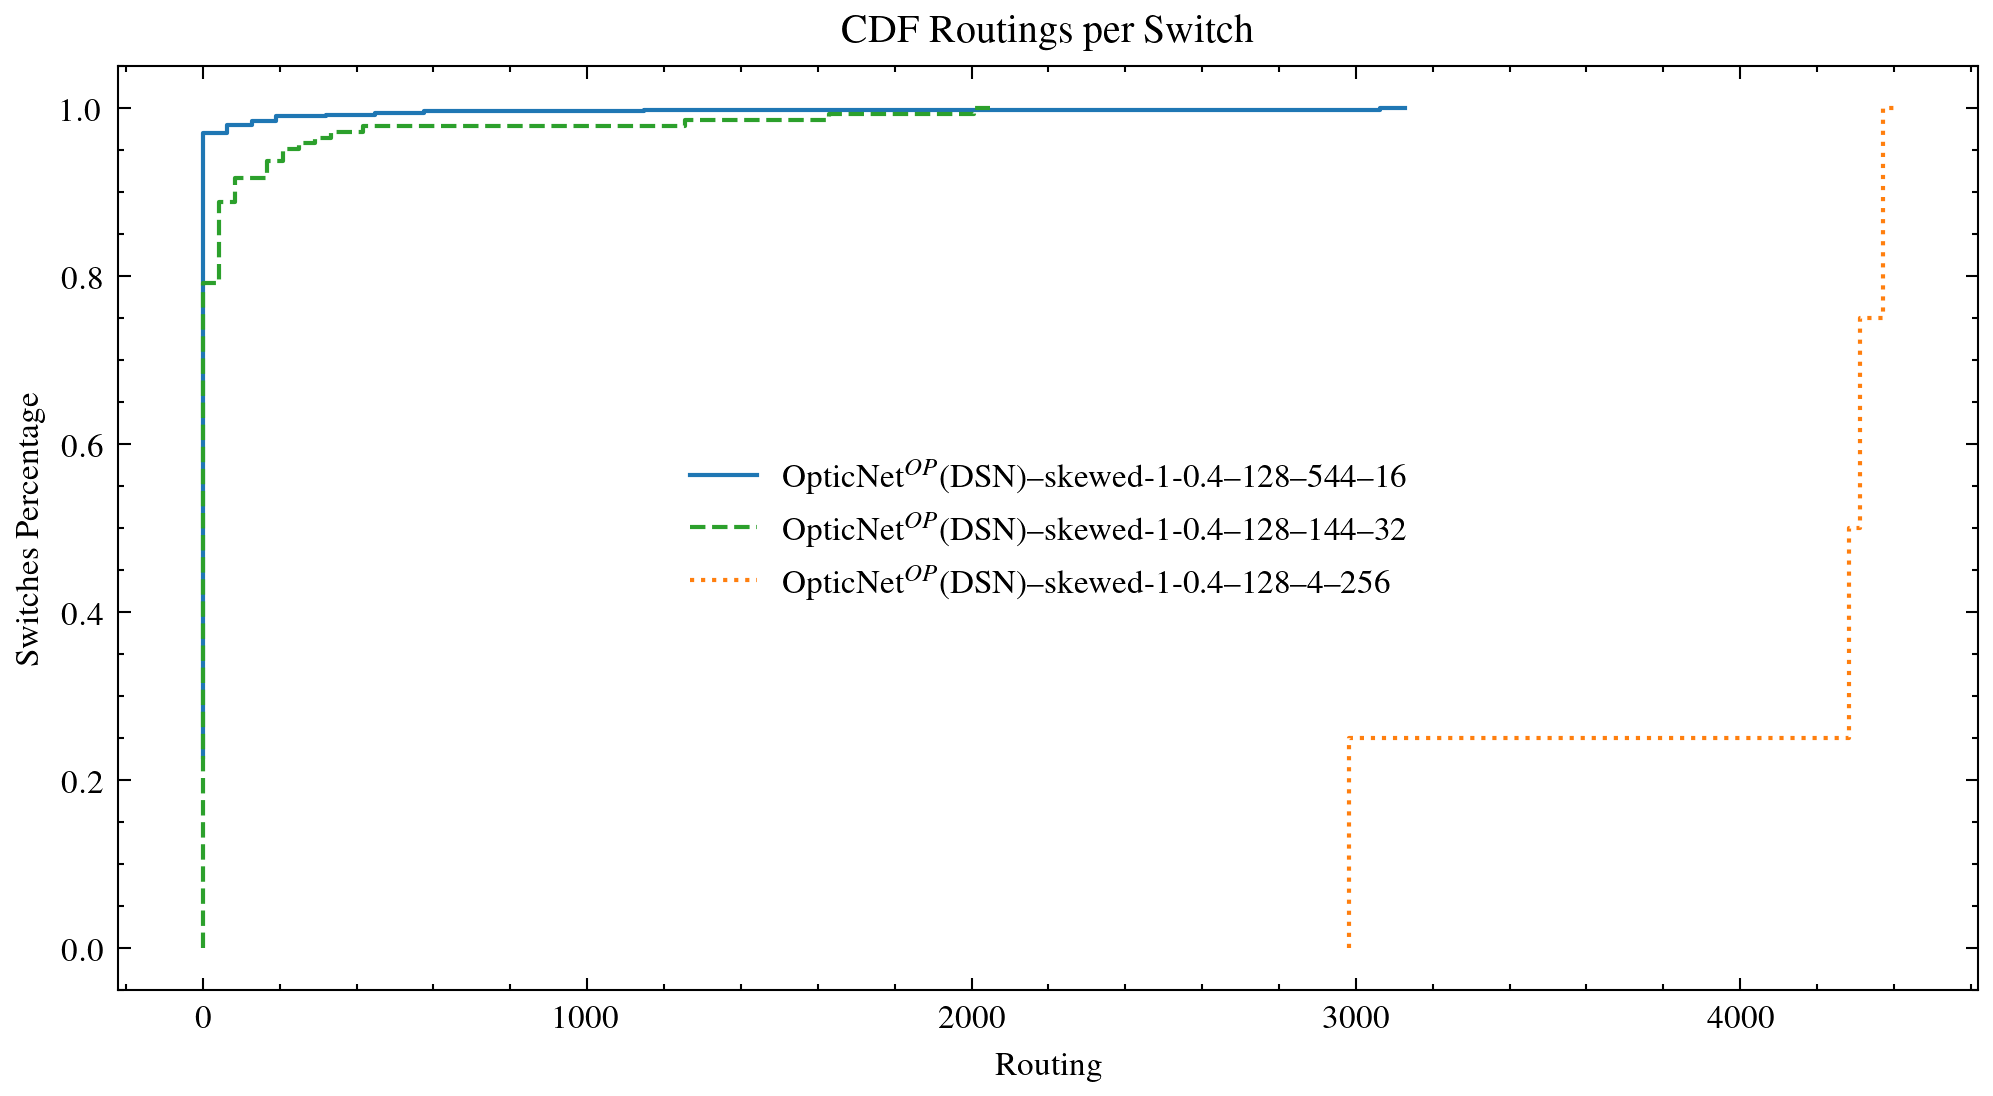 CDF Routings per Switch
1.0
0.8
0.6
0.4
0.2
0.0
Switches Percentage
OpticNet^{OP}(DSN)–skewed-1-0.4–128–544–16
OpticNet^{OP}(DSN)–skewed-1-0.4–128–144–32
OpticNet^{OP}(DSN)–skewed-1-0.4–128–4–256
0 1000 2000 3000 4000
Routing